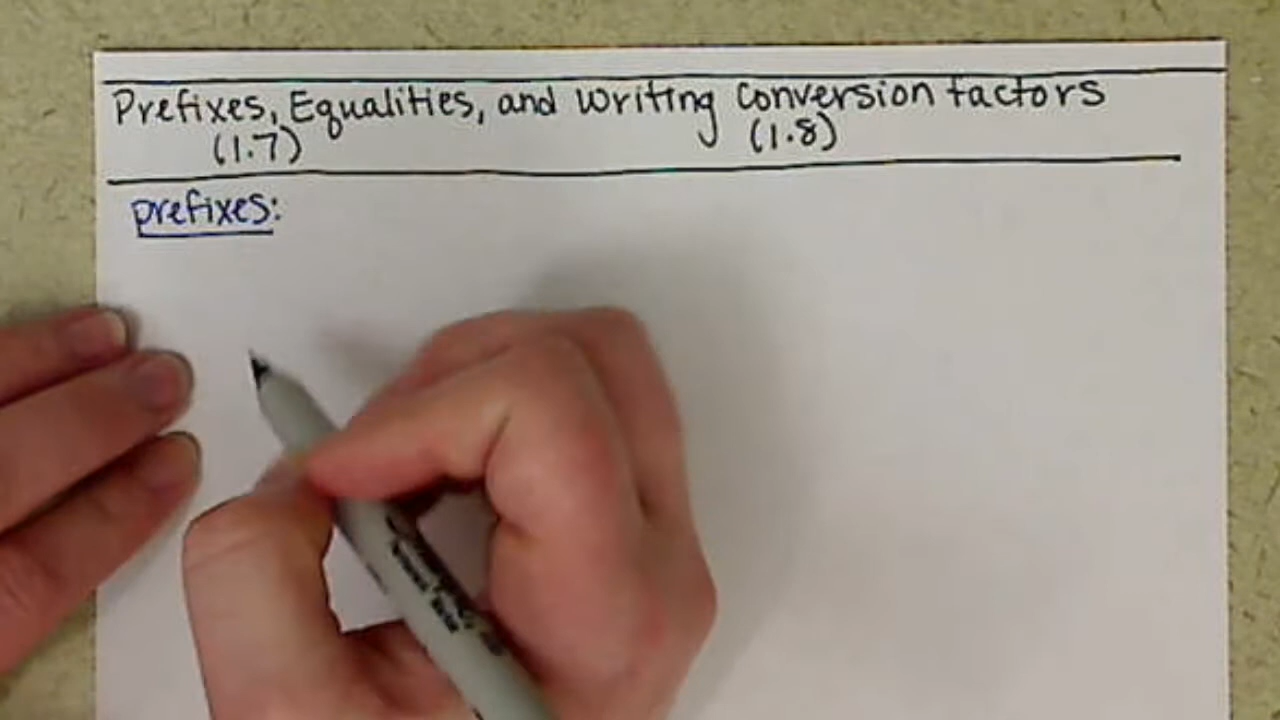 Prefixes, Equalities, and Writing Conversion factors
(1.7) (1.8)
prefixes: